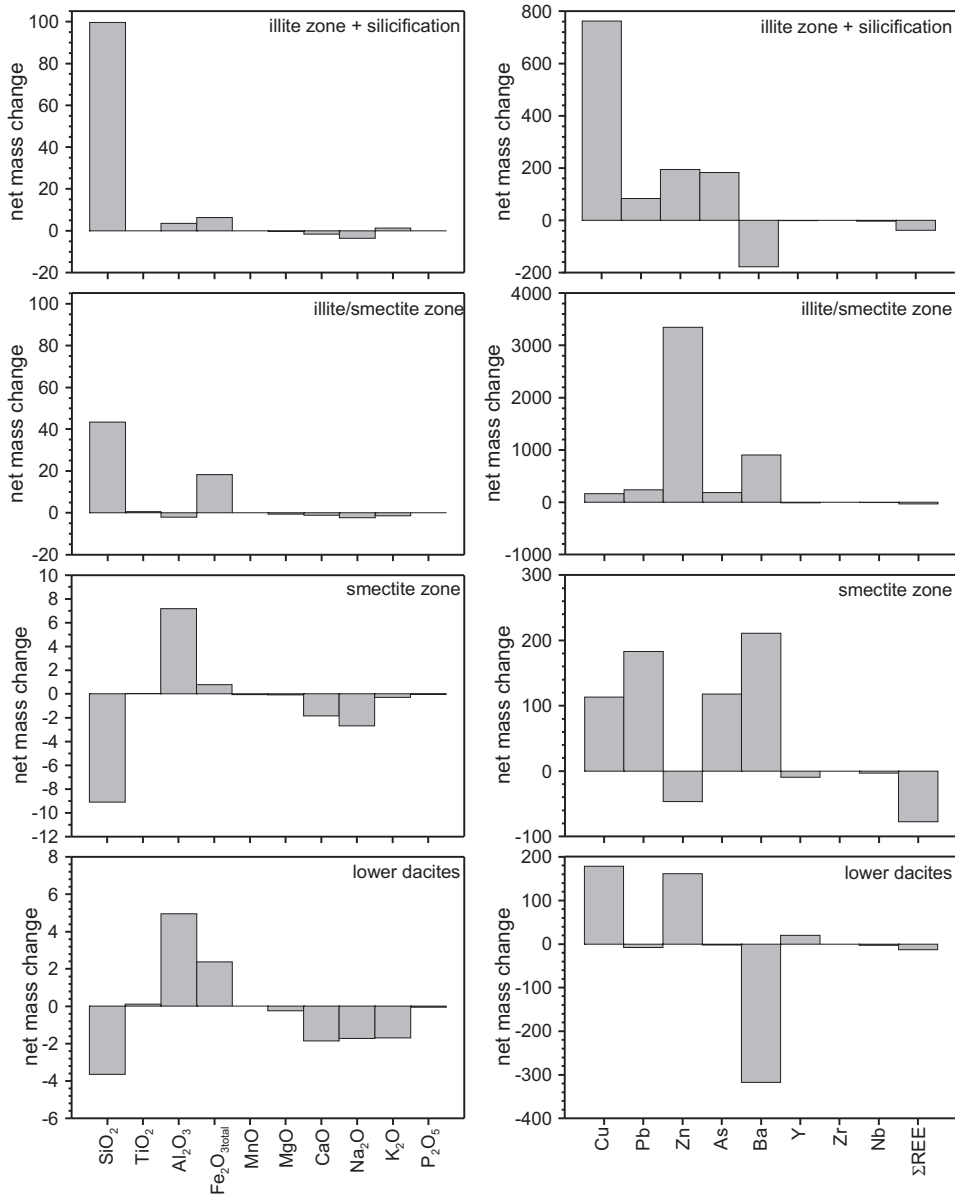 illite zone + silicification
net mass change
100
80
60
40
20
0
-20
illite zone + silicification
net mass change
800
600
400
200
0
-200
illite/smectite zone
net mass change
100
80
60
40
20
0
-20
illite/smectite zone
net mass change
4000
3000
2000
1000
0
-1000
smectite zone
net mass change
10
8
6
4
2
0
-2
-4
-6
-8
-10
-12
smectite zone
net mass change
300
200
100
0
-100
lower dacites
net mass change
8
6
4
2
0
-2
-4
-6
SiO₂
TiO₂
Al₂O₃
Fe₂O₃total
MnO
MgO
CaO
Na₂O
K₂O
P₂O₅
lower dacites
net mass change
200
100
0
-100
-200
-300
-400
Cu
Pb
Zn
As
Ba
Y
Zr
Nb
ΣREE